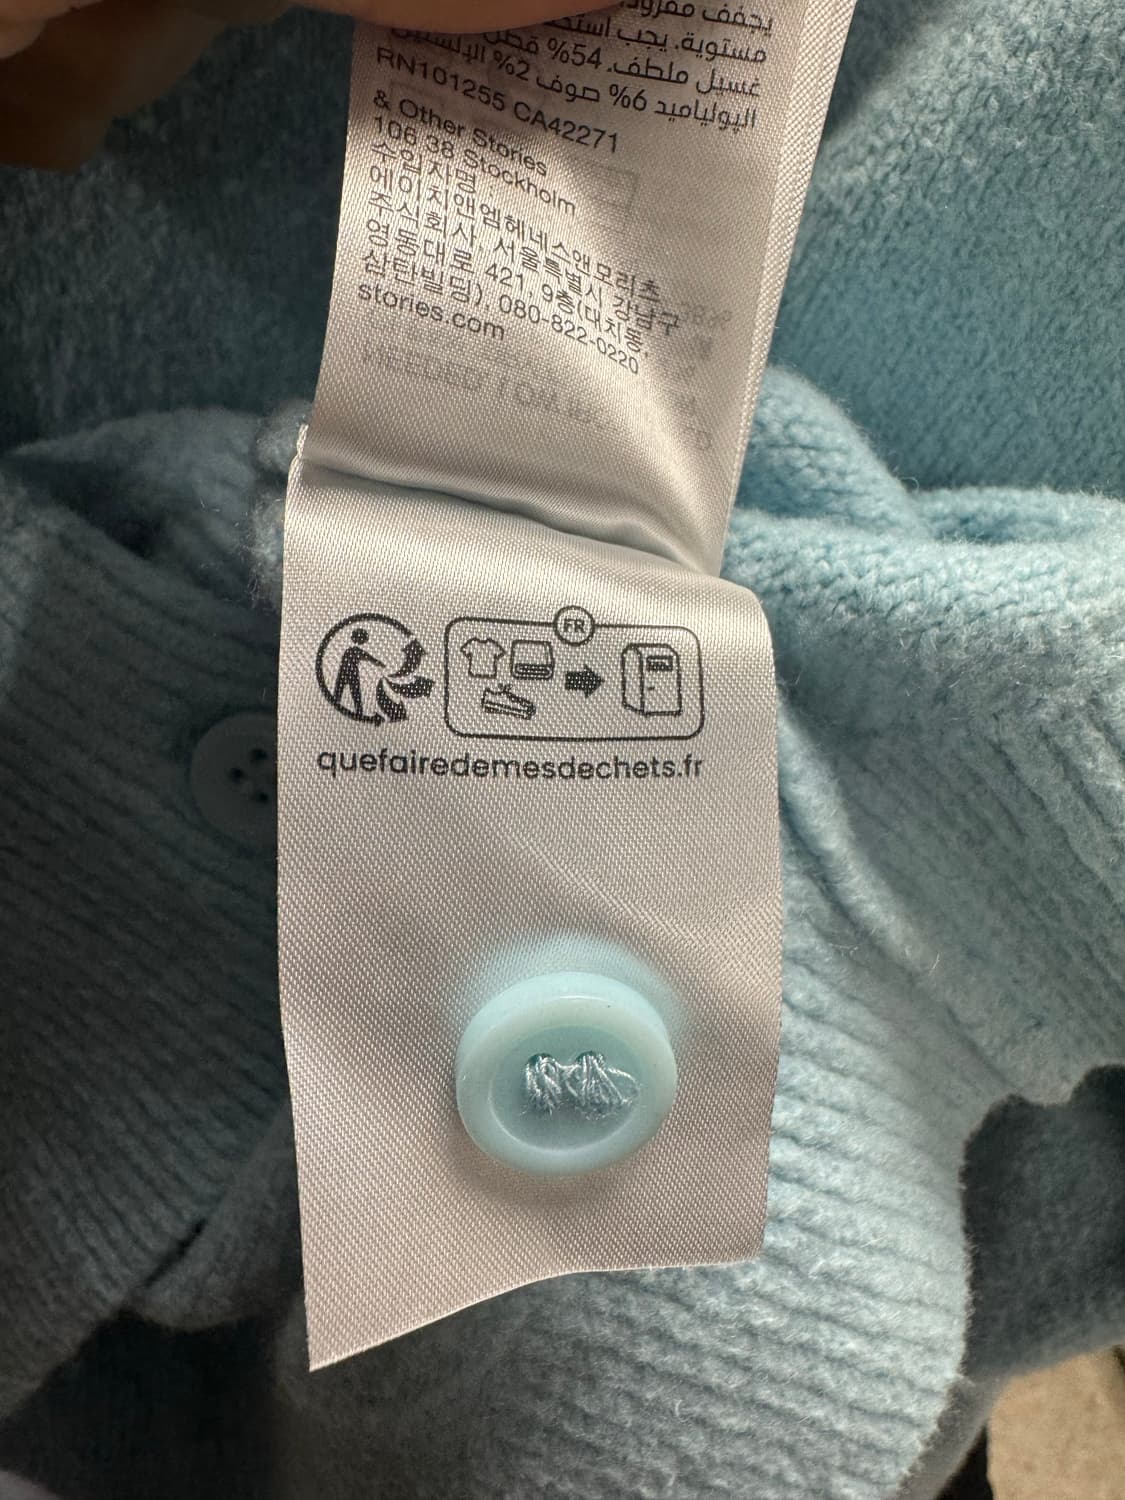 يجفف
مستوية. يجب
غسيل ملطف. 54% قطن
البولياميد 6% صوف 2%
RN101255 CA42271
& Other Stories
106 38 Stockholm
수입자명 :
에이치앤엠헤네스앤모리츠
주식회사, 서울특별시 강남구
영동대로 421, 9층(대치동,
삼탄빌딩), 080-822-0220
stories.com
FR
quefairedemesdechets.fr